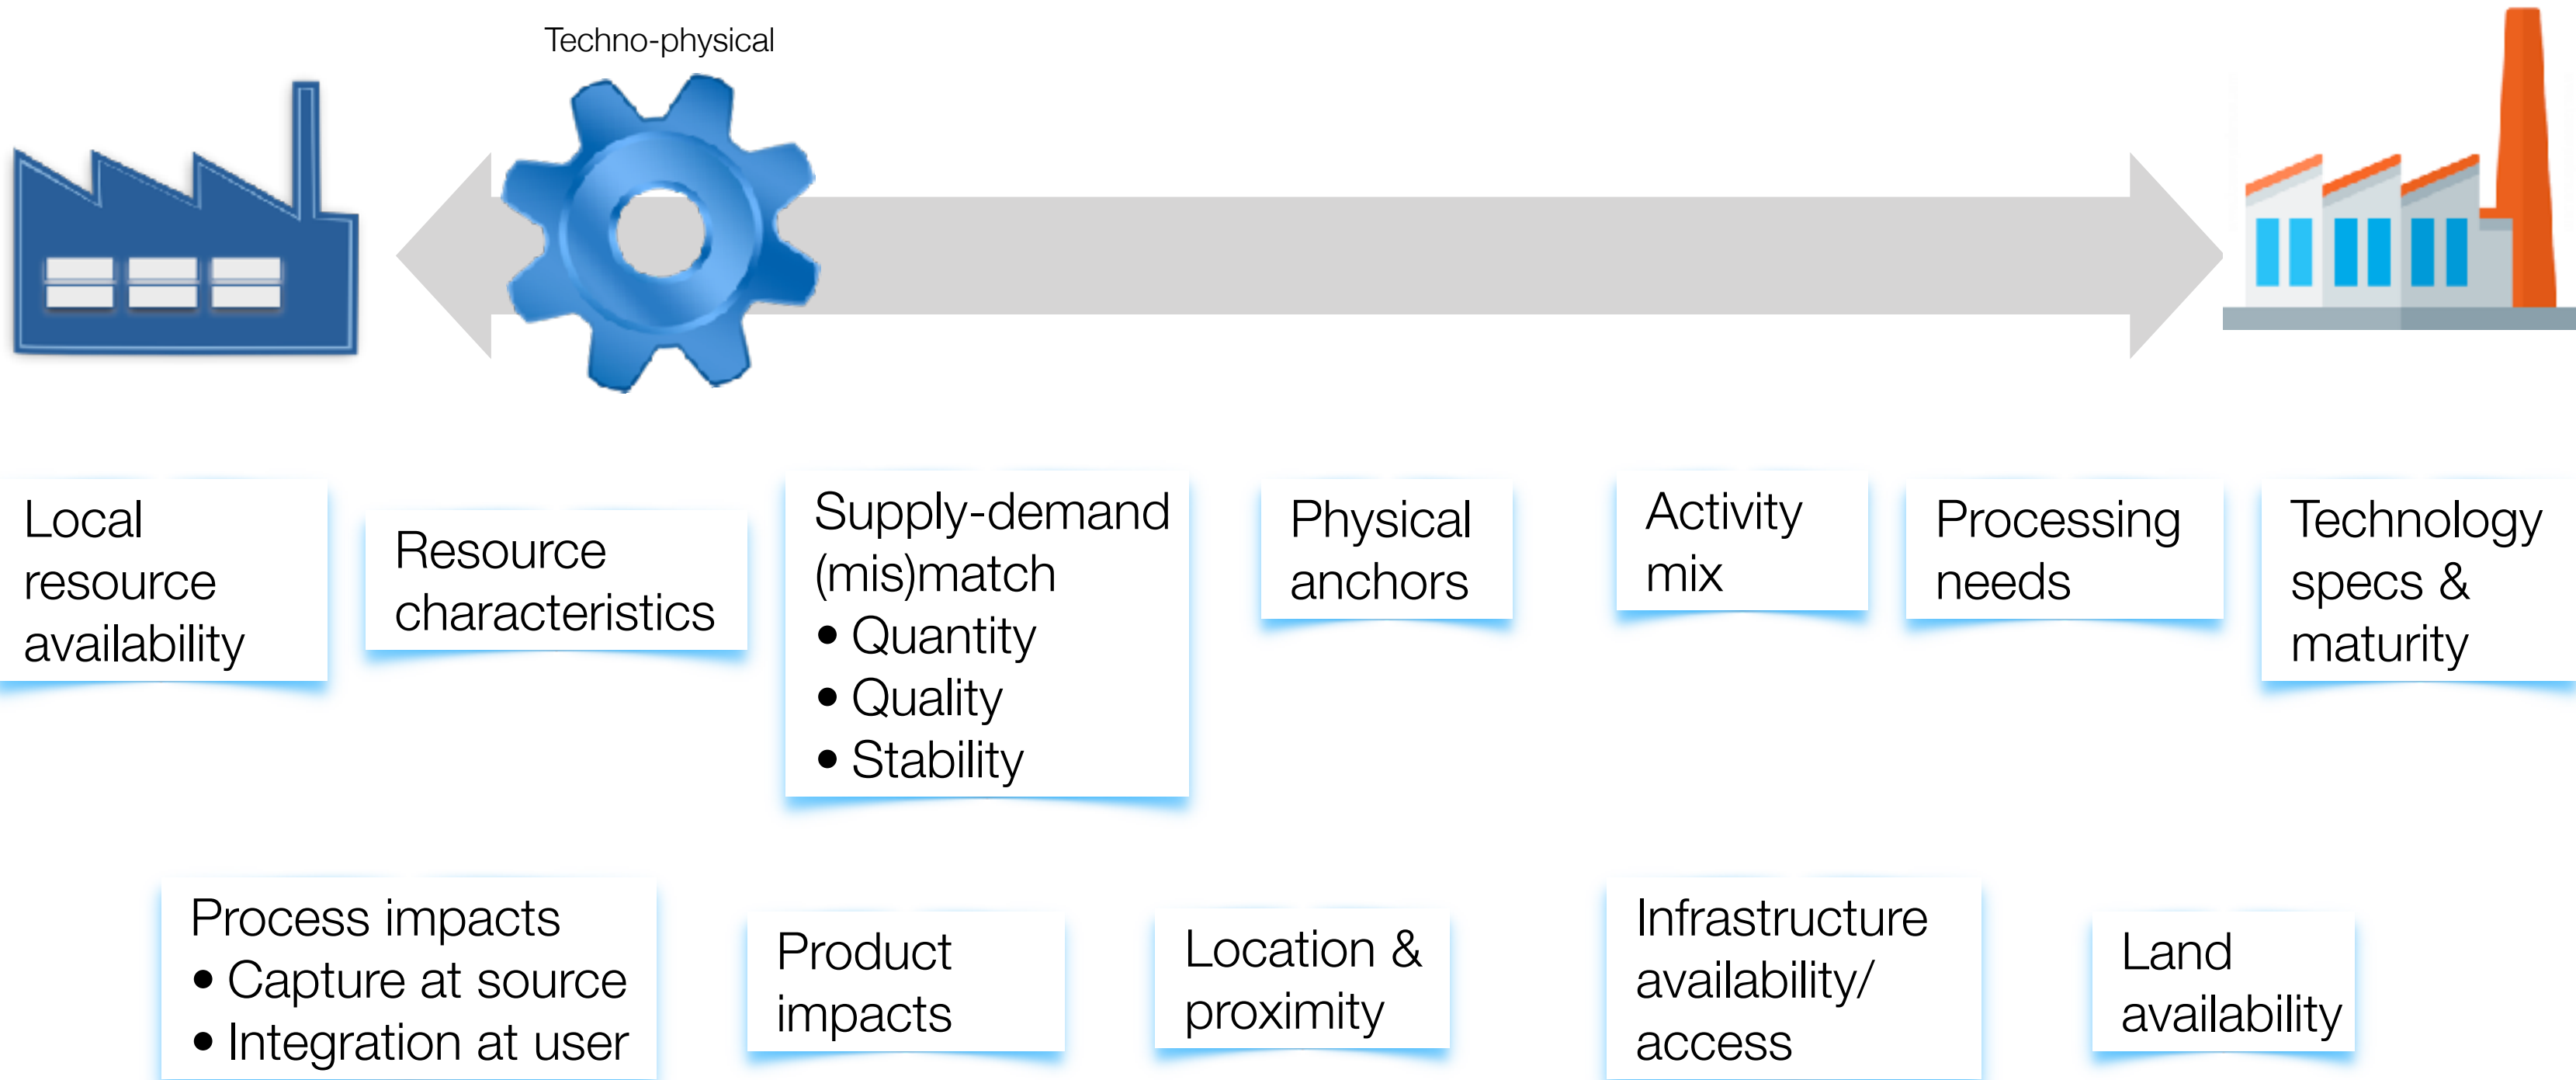 Techno-physical
Local
resource
availability
Resource
characteristics
Supply-demand
(mis)match
• Quantity
• Quality
• Stability
Physical
anchors
Activity
mix
Processing
needs
Technology
specs &
maturity
Process impacts
• Capture at source
• Integration at user
Product
impacts
Location &
proximity
Infrastructure
availability/
access
Land
availability